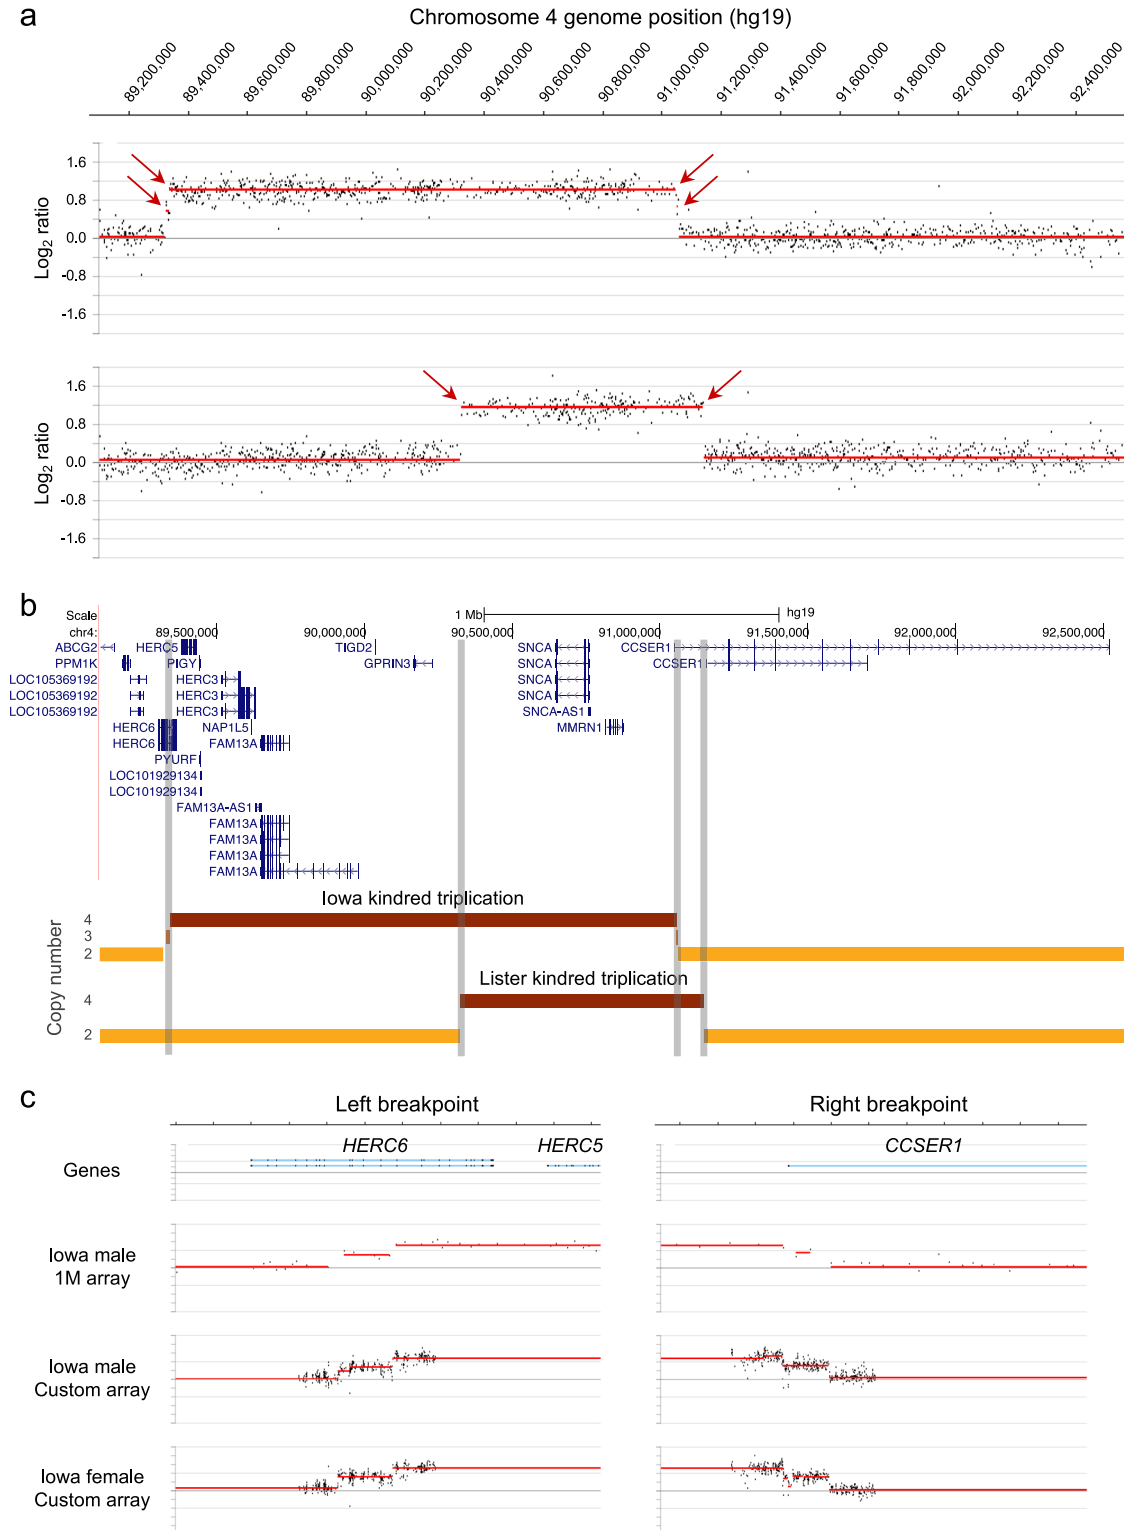 a
Chromosome 4 genome position (hg19)
89,200,000 89,400,000 89,600,000 89,800,000 90,000,000 90,200,000 90,400,000 90,600,000 90,800,000 91,000,000 91,200,000 91,400,000 91,600,000 91,800,000 92,000,000 92,200,000 92,400,000
1.6
0.8
0.0
-0.8
-1.6
Log2 ratio
1.6
0.8
0.0
-0.8
-1.6
Log2 ratio
b
Scale 1 Mb hg19
chr4: 89,500,000 90,000,000 90,500,000 91,000,000 91,500,000 92,000,000 92,500,000
ABCG2 HERC5 TIGD2 SNCA CCSER1
PPM1K PIGY GPRIN3 SNCA CCSER1
LOC105369192 HERC3 SNCA
LOC105369192 HERC3 SNCA
LOC105369192 HERC3 SNCA-AS1
HERC6 NAP1L5 MMRN1
HERC6 FAM13A
PYURF
LOC101929134
LOC101929134
FAM13A-AS1
FAM13A
FAM13A
FAM13A
FAM13A
Iowa kindred triplication
4
3
2
Lister kindred triplication
4
2
Copy number
c
Left breakpoint Right breakpoint
HERC6 HERC5 CCSER1
Genes
Iowa male
1M array
Iowa male
Custom array
Iowa female
Custom array